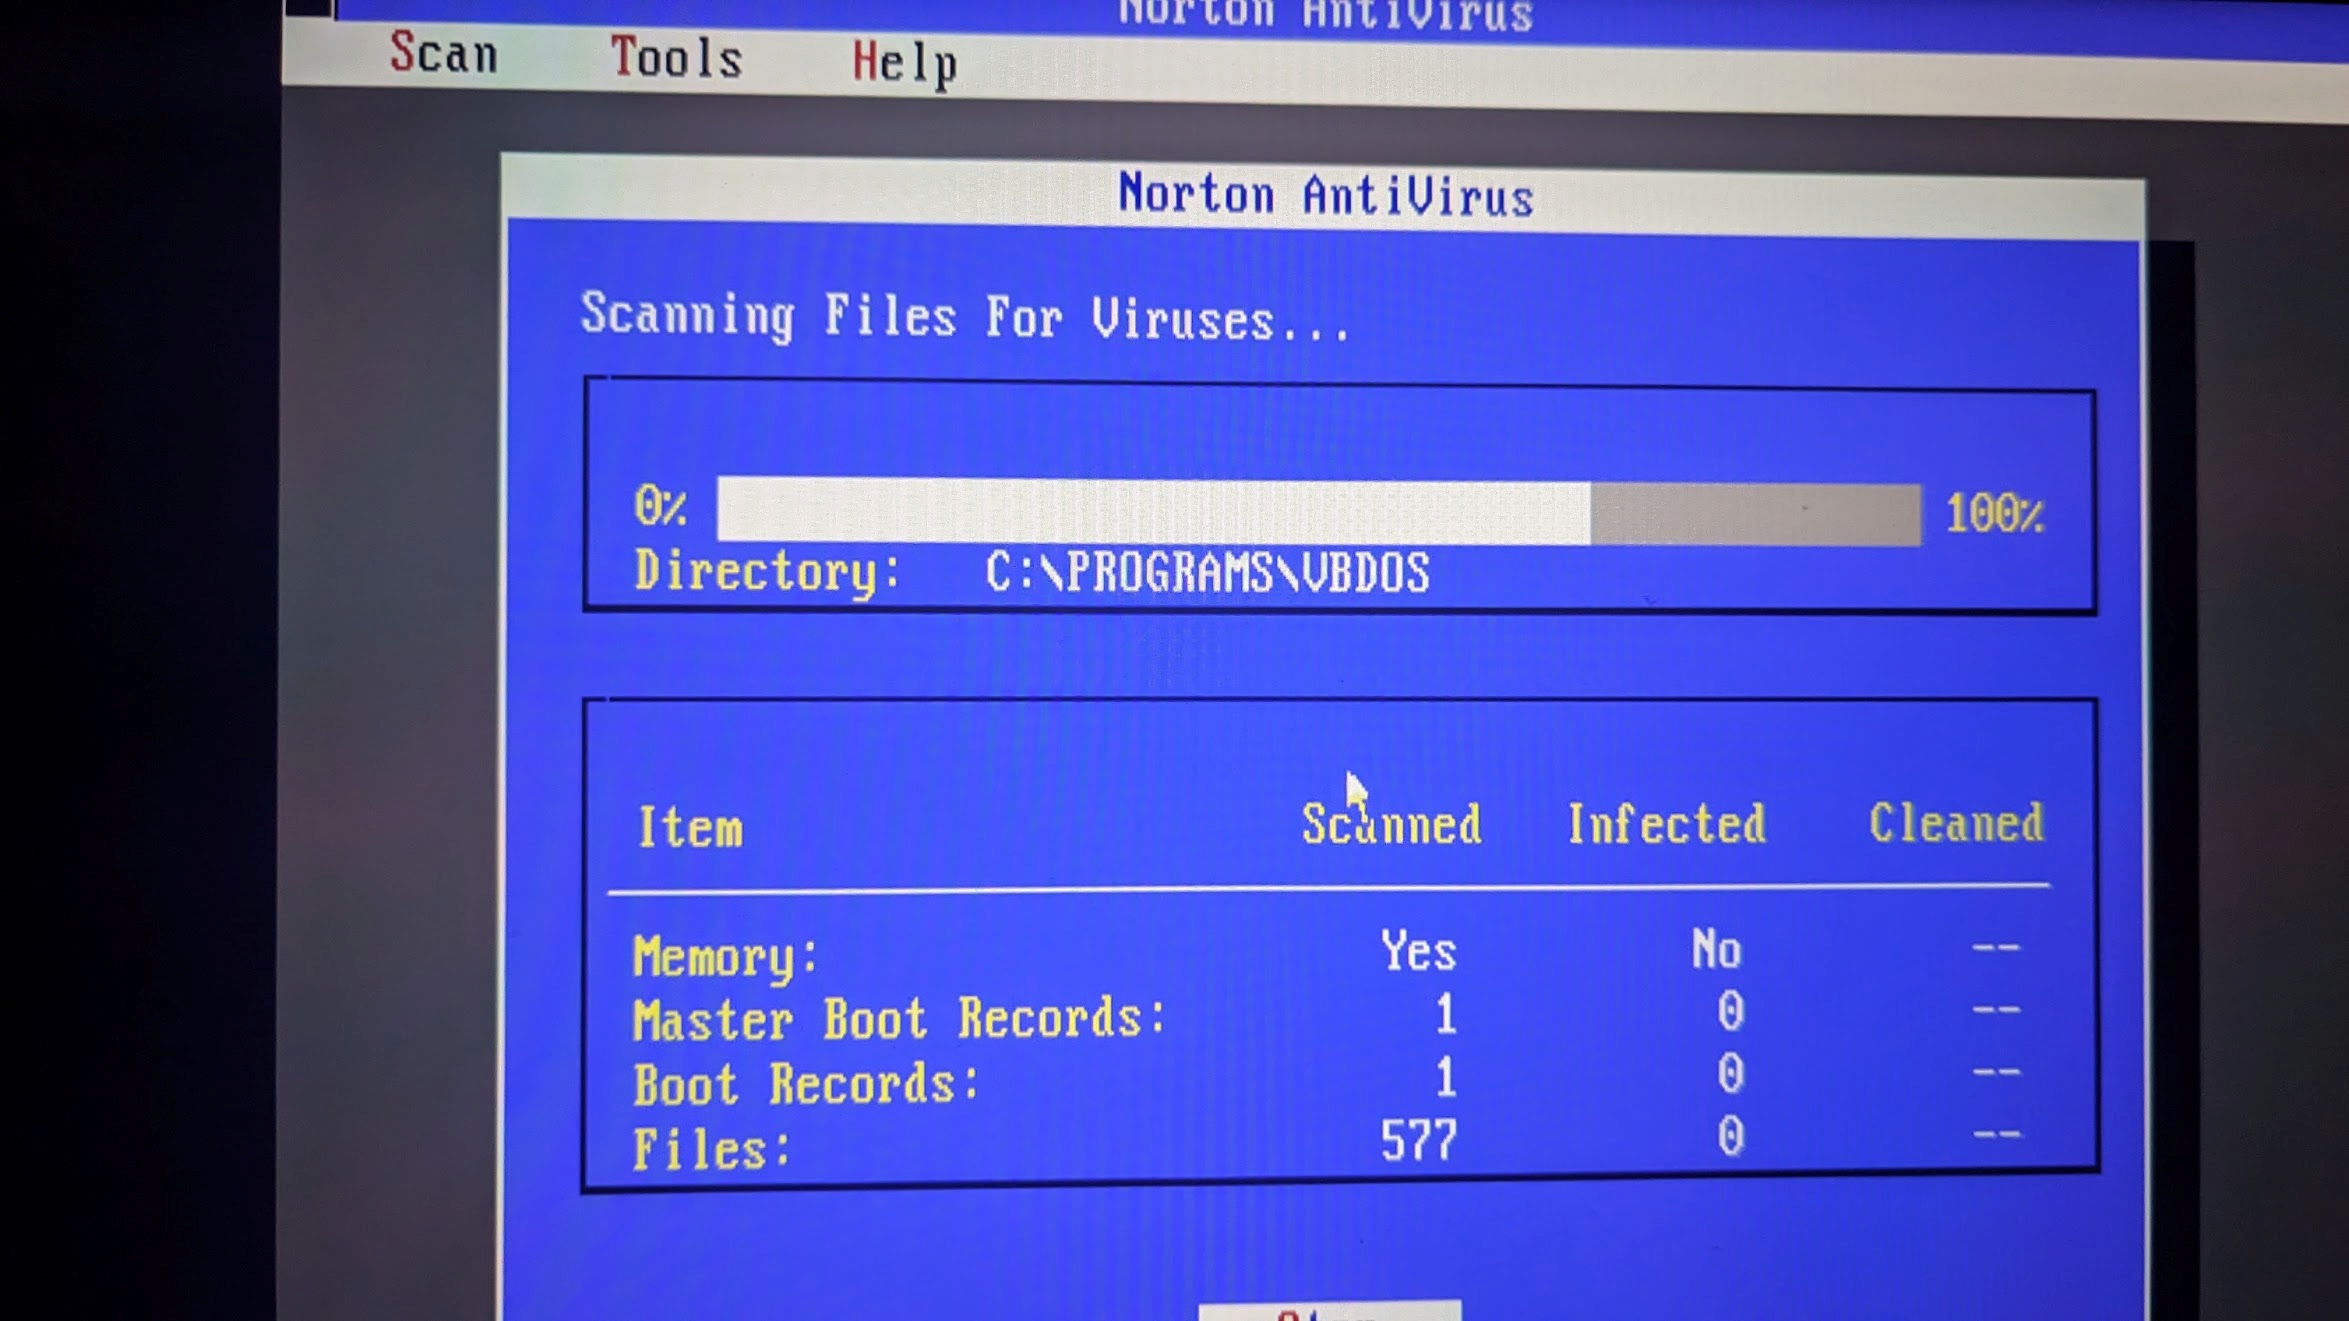 Norton AntiVirus
Scan Tools Help
Norton AntiVirus
Scanning Files For Viruses...
0% 100%
Directory: C:\PROGRAMS\VBDOS
Item Scanned Infected Cleaned
Memory: Yes No --
Master Boot Records: 1 0 --
Boot Records: 1 0 --
Files: 577 0 --